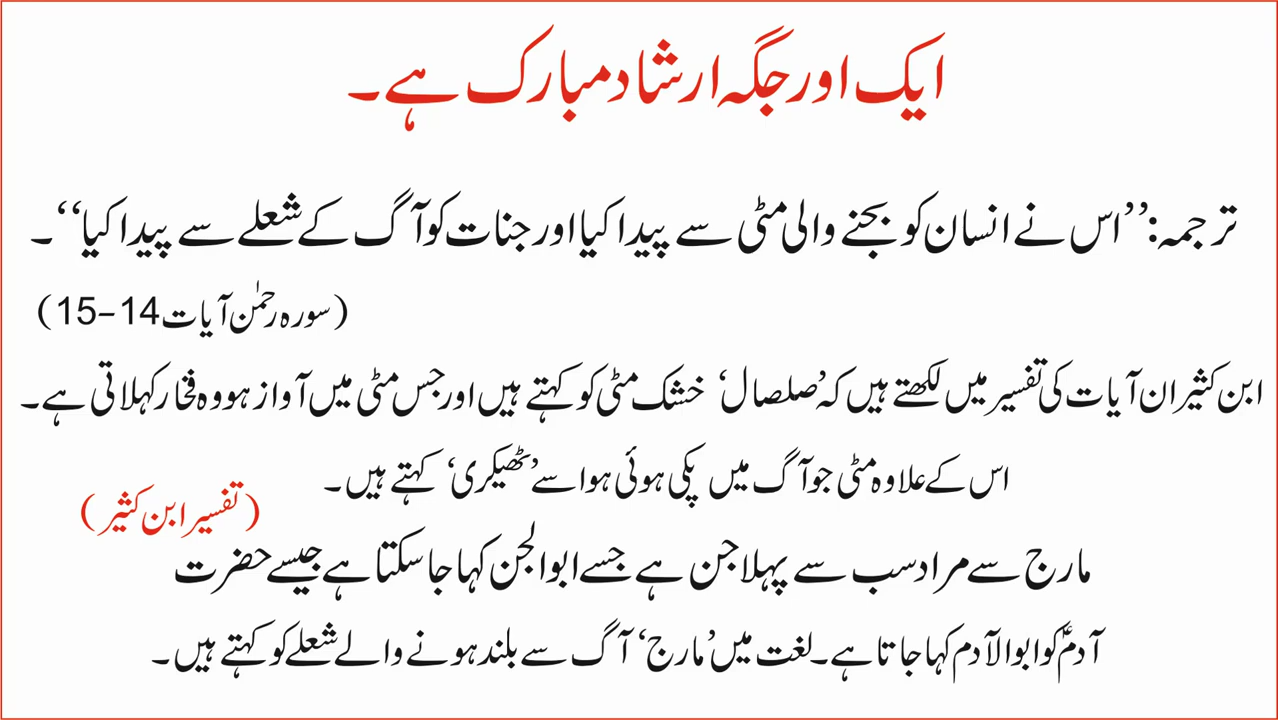 ایک اور جگہ ارشاد مبارک ہے۔
ترجمہ: ’’اس نے انسان کو بجنے والی مٹی سے پیدا کیا اور جنات کو آگ کے شعلے سے پیدا کیا‘‘۔
(سورہ رحمٰن آیات 14-15)
ابن کثیر ان آیات کی تفسیر میں لکھتے ہیں کہ ’صلصال‘ خشک مٹی کو کہتے ہیں اور جس مٹی میں آواز ہو وہ فخار کہلاتی ہے۔
اس کے علاوہ مٹی جو آگ میں پکی ہوئی ہو اسے ’ٹھیکری‘ کہتے ہیں۔
(تفسیر ابن کثیر)
مارج سے مراد سب سے پہلا جن ہے جسے ابوالجن کہا جا سکتا ہے جیسے حضرت
آدمؑ کو ابوالآدم کہا جاتا ہے۔ لغت میں ’مارج‘ آگ سے بلند ہونے والے شعلے کو کہتے ہیں۔